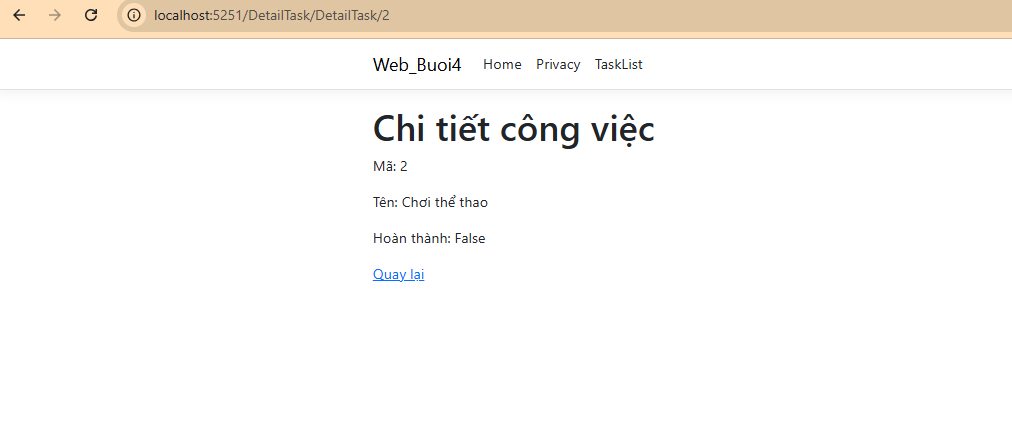 localhost:5251/DetailTask/DetailTask/2
Web_Buoi4 Home Privacy TaskList
Chi tiết công việc
Mã: 2
Tên: Chơi thể thao
Hoàn thành: False
Quay lại